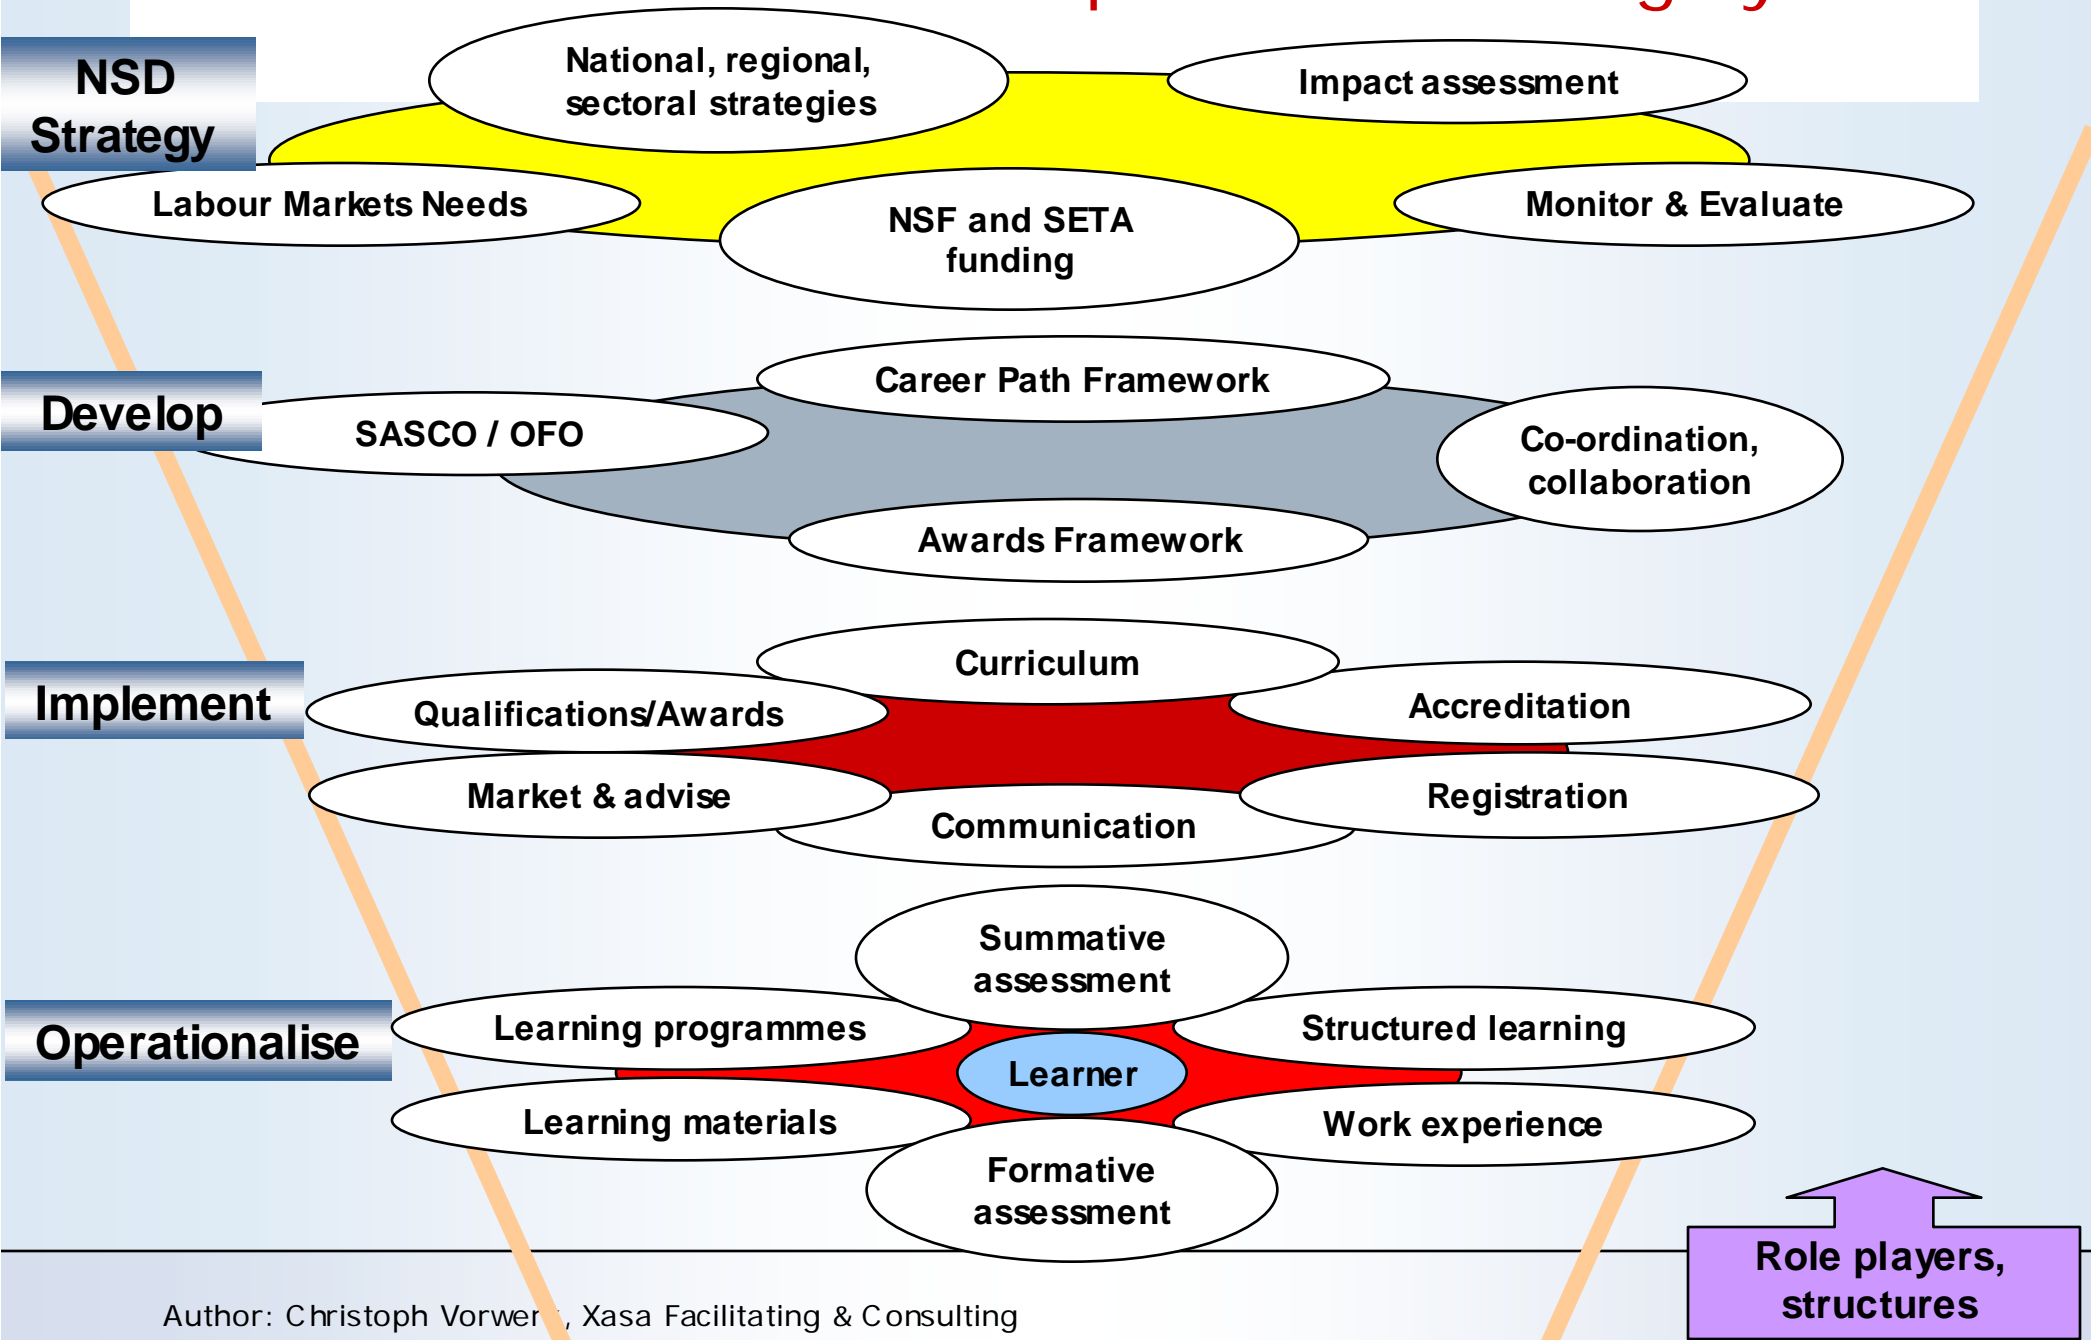 NSD
Strategy
National, regional,
sectoral strategies
Impact assessment
Labour Markets Needs
NSF and SETA
funding
Monitor & Evaluate
Develop
Career Path Framework
SASCO / OFO
Co-ordination,
collaboration
Awards Framework
Implement
Curriculum
Qualifications/Awards
Accreditation
Market & advise
Registration
Communication
Summative
assessment
Operationalise
Learning programmes
Structured learning
Learner
Learning materials
Work experience
Formative
assessment
Role players,
structures
Author: Christoph Vorwerk, Xasa Facilitating & Consulting